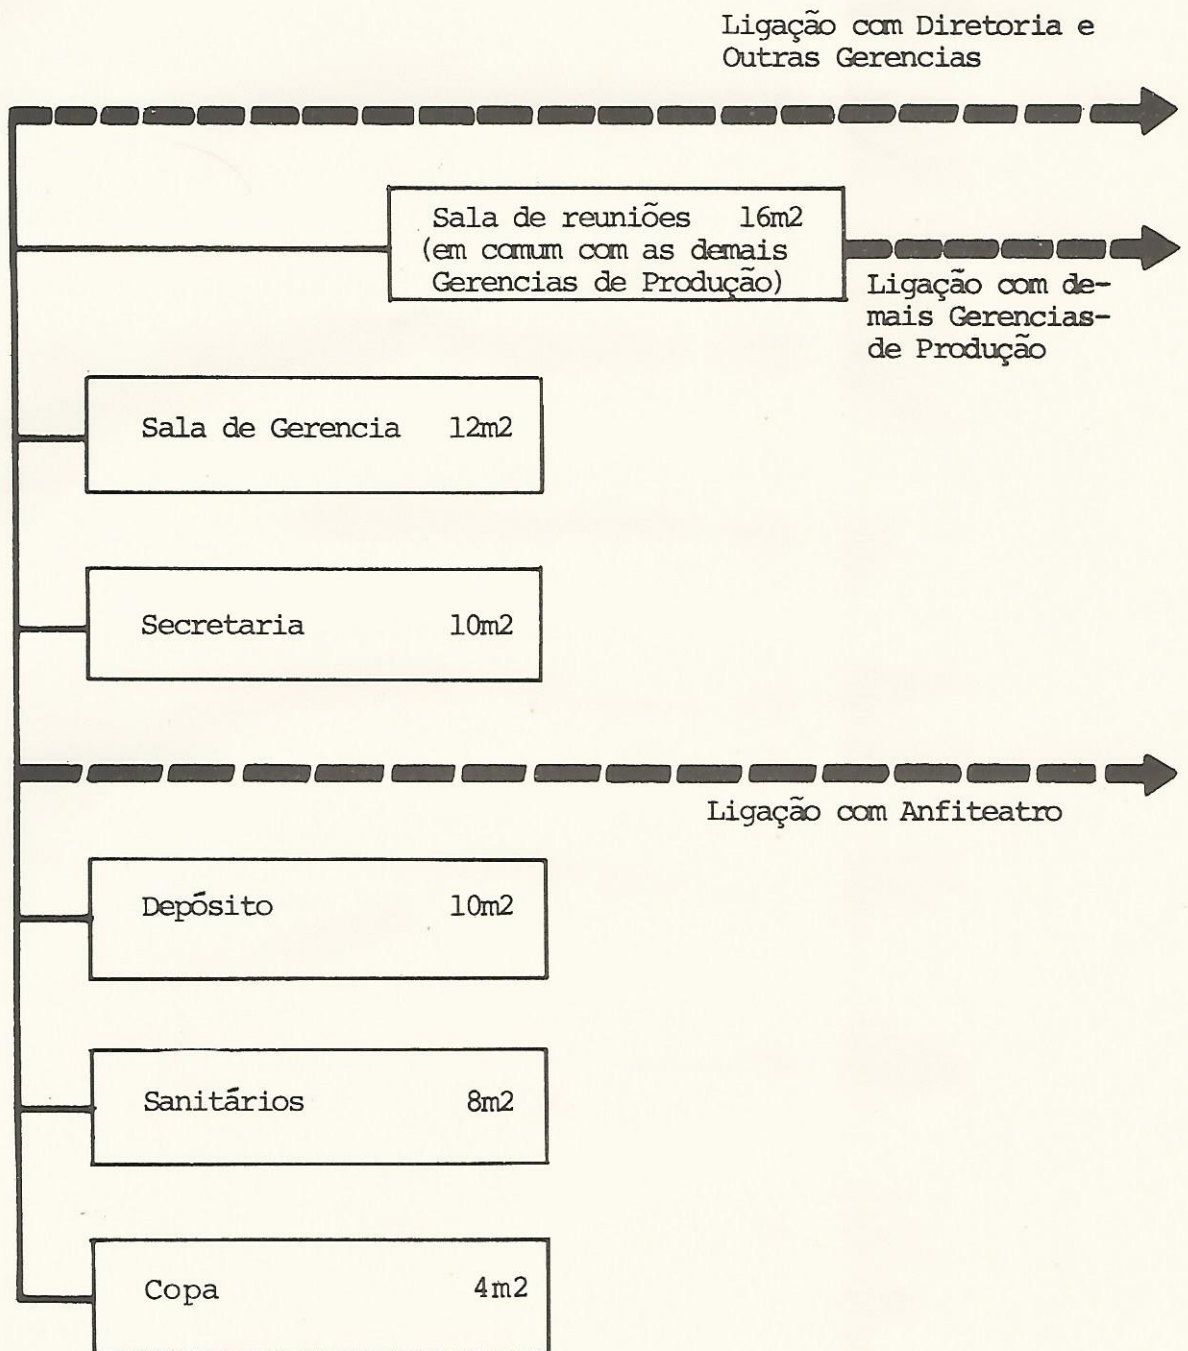 Ligação com Diretoria e
Outras Gerencias
Sala de reuniões 16m2
(em comum com as demais
Gerencias de Produção)
Ligação com de-
mais Gerencias-
de Produção
Sala de Gerencia 12m2
Secretaria 10m2
Ligação com Anfiteatro
Depósito 10m2
Sanitários 8m2
Copa 4m2